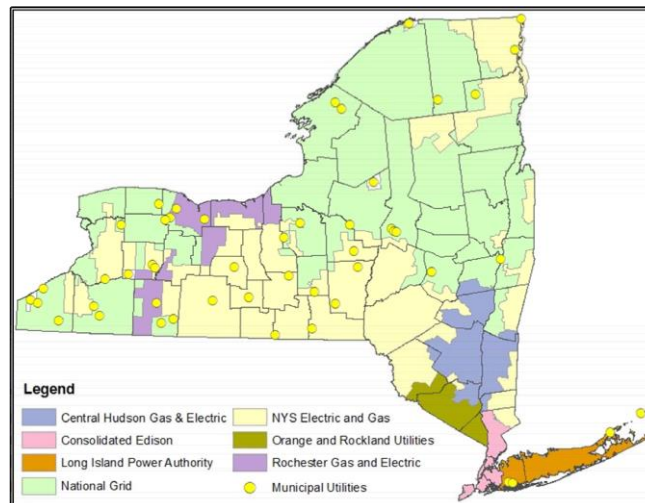 Legend
Central Hudson Gas & Electric NYS Electric and Gas
Consolidated Edison Orange and Rockland Utilities
Long Island Power Authority Rochester Gas and Electric
National Grid Municipal Utilities